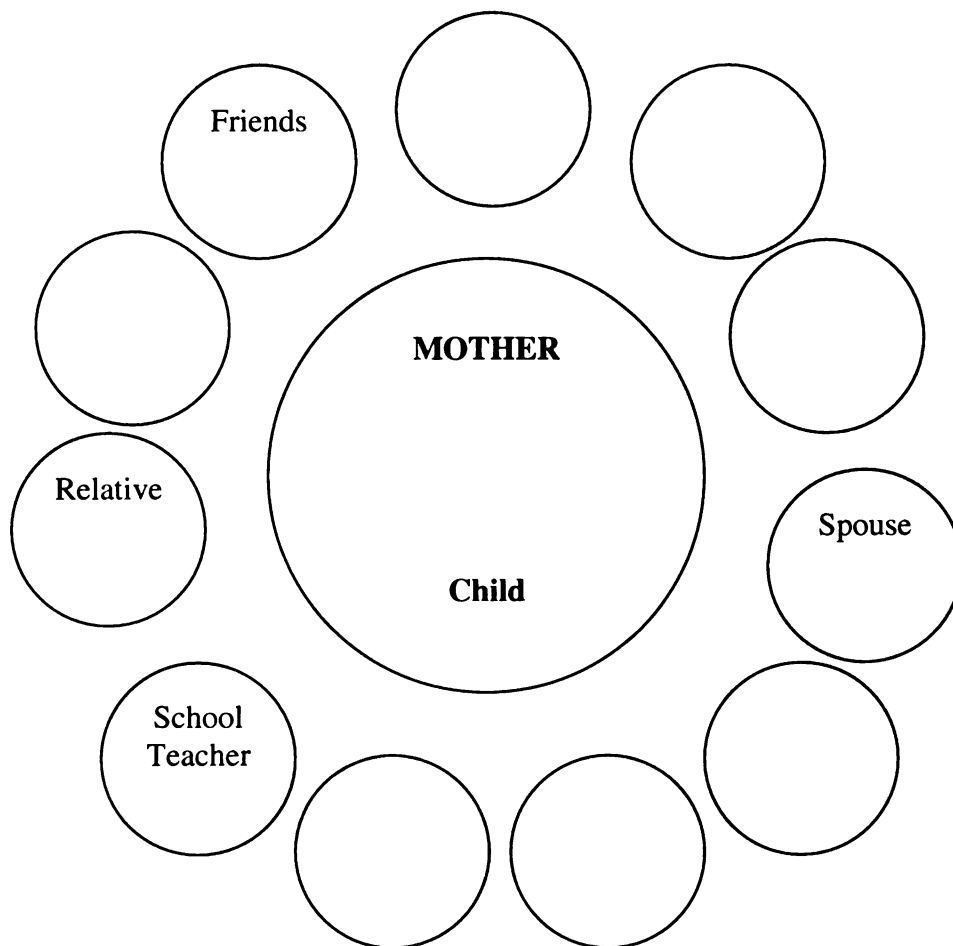 Friends
MOTHER
Relative
Spouse
Child
School
Teacher